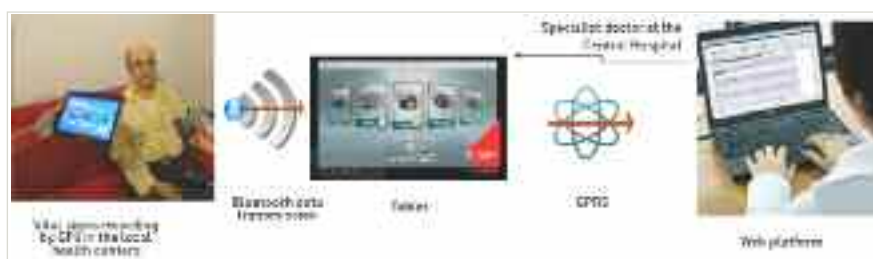 Specialist doctor at the
Central Hospital
Bluetooth data
transmission
Tablet
GPRS
Vital signs
by GPs in the local
health centers
Web platform